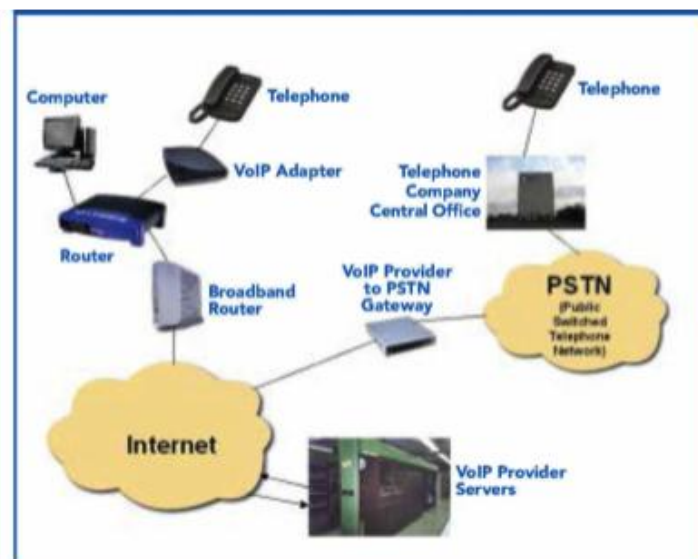 Computer
Telephone
Telephone
VoIP Adapter
Telephone
Company
Central Office
Router
Broadband
Router
VoIP Provider
to PSTN
Gateway
PSTN
(Public
Switched
Telephone
Network)
Internet
VoIP Provider
Servers